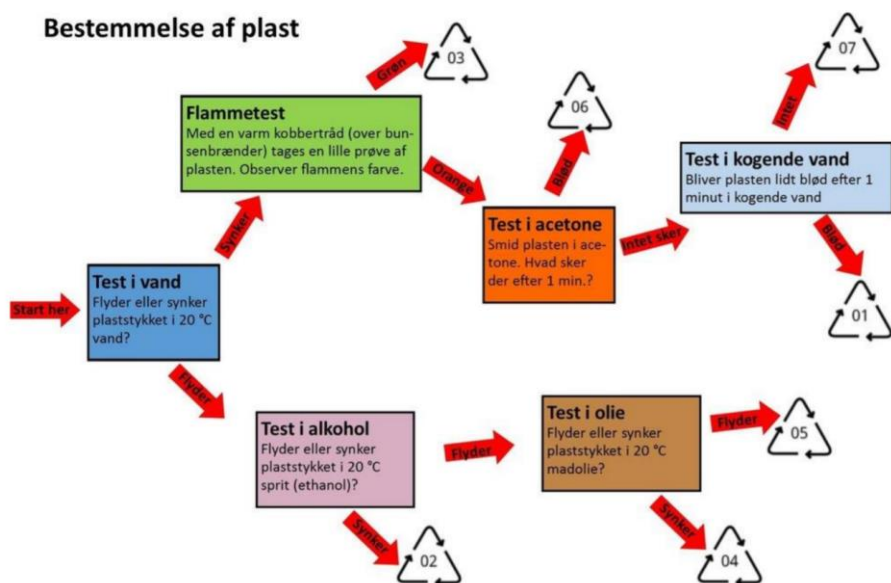 Bestemmelse af plast
Start her
Test i vand
Flyder eller synker
plaststykket i 20 °C
vand?
Synker
Flammetest
Med en varm kobbertråd (over bun-
senbrænder) tages en lille prøve af
plasten. Observer flammens farve.
Grøn
03
Orange
Test i acetone
Smid plasten i ace-
tone. Hvad sker
der efter 1 min.?
Blød
06
Intet sker
Test i kogende vand
Bliver plasten lidt blød efter 1
minut i kogende vand
Intet
07
Blød
01
Flyder
Test i alkohol
Flyder eller synker
plaststykket i 20 °C
sprit (ethanol)?
Synker
02
Flyder
Test i olie
Flyder eller synker
plaststykket i 20 °C
madolie?
Flyder
05
Synker
04